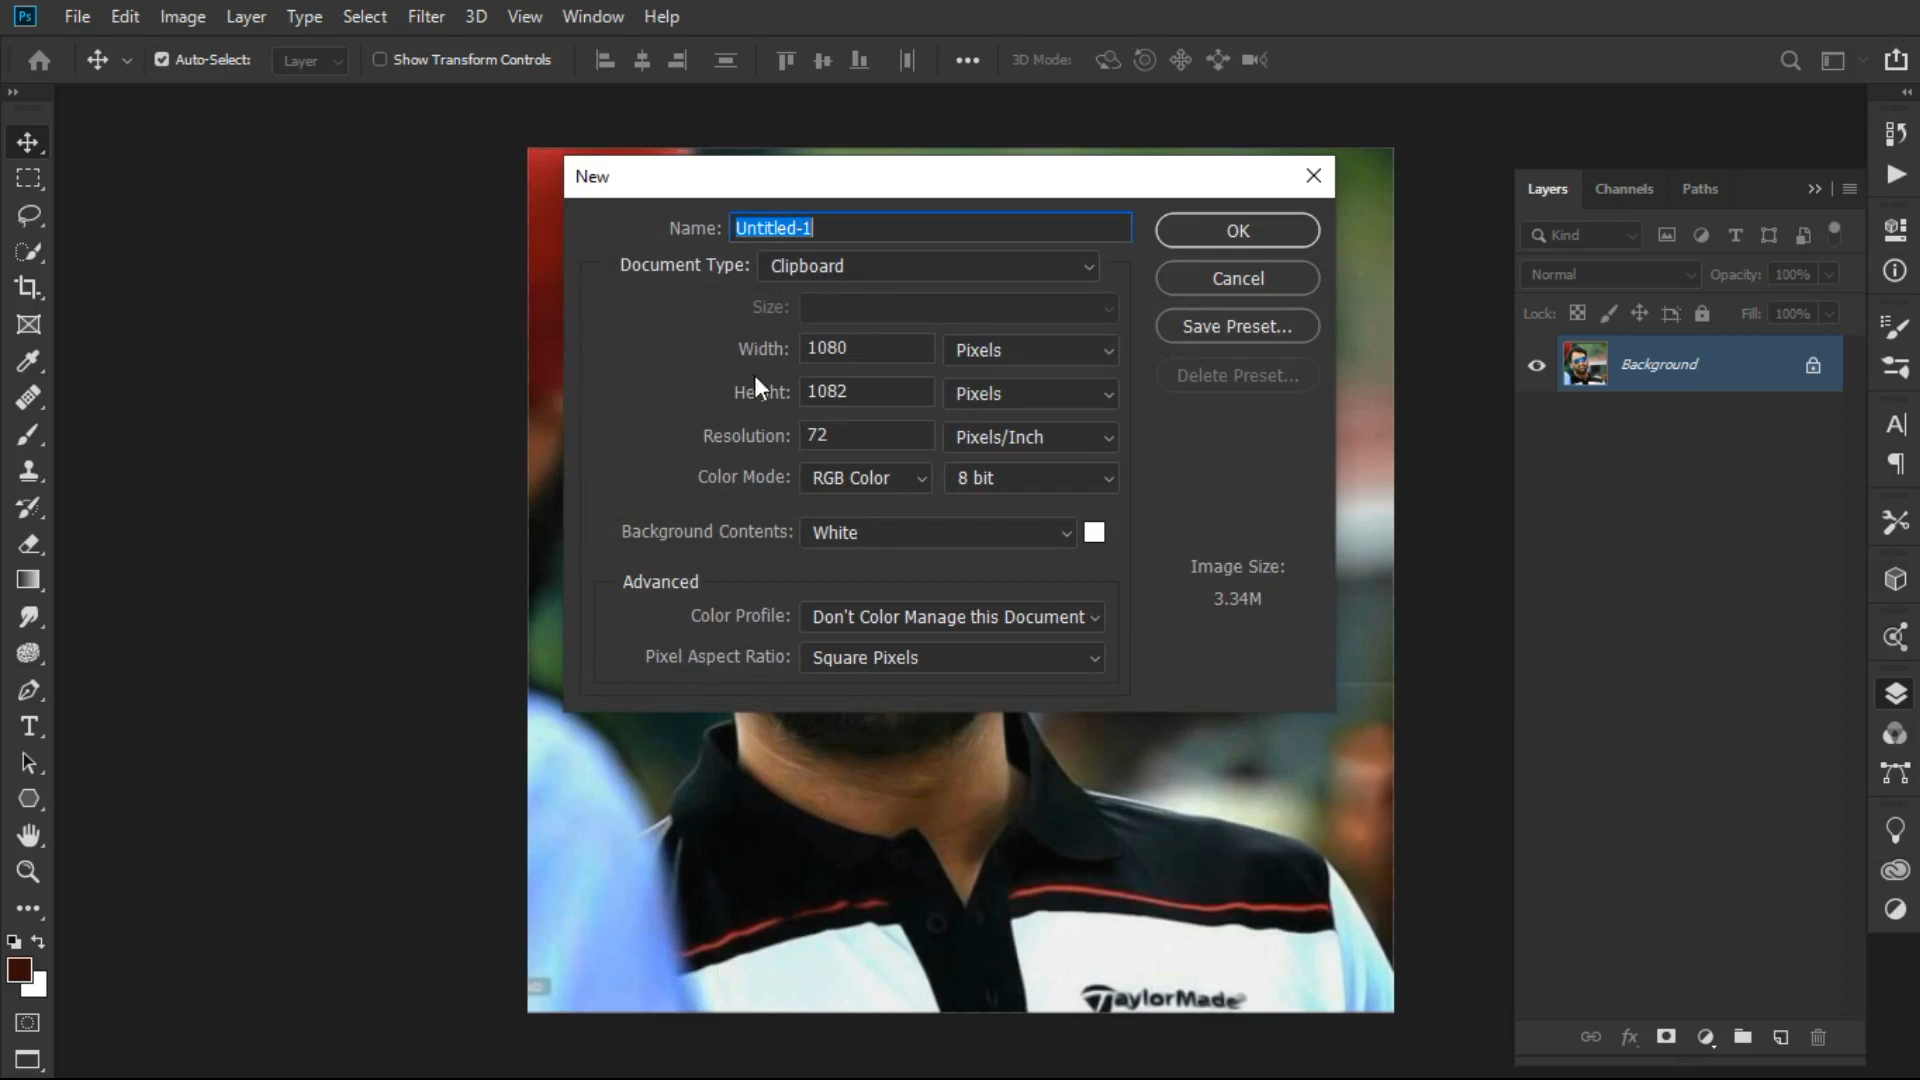 Ps File Edit Image Layer Type Select Filter 3D View Window Help
Auto-Select: Layer Show Transform Controls 3D Mode:
New
Name: Untitled-1 OK
Document Type: Clipboard Cancel
Size:
Save Preset...
Width: 1080 Pixels
Delete Preset...
Height: 1082 Pixels
Resolution: 72 Pixels/Inch
Color Mode: RGB Color 8 bit
Background Contents: White
Image Size:
3.34M
Advanced
Color Profile: Don't Color Manage this Document
Pixel Aspect Ratio: Square Pixels
Layers Channels Paths
Kind
Normal Opacity: 100%
Lock: Fill: 100%
Background
TaylorMade